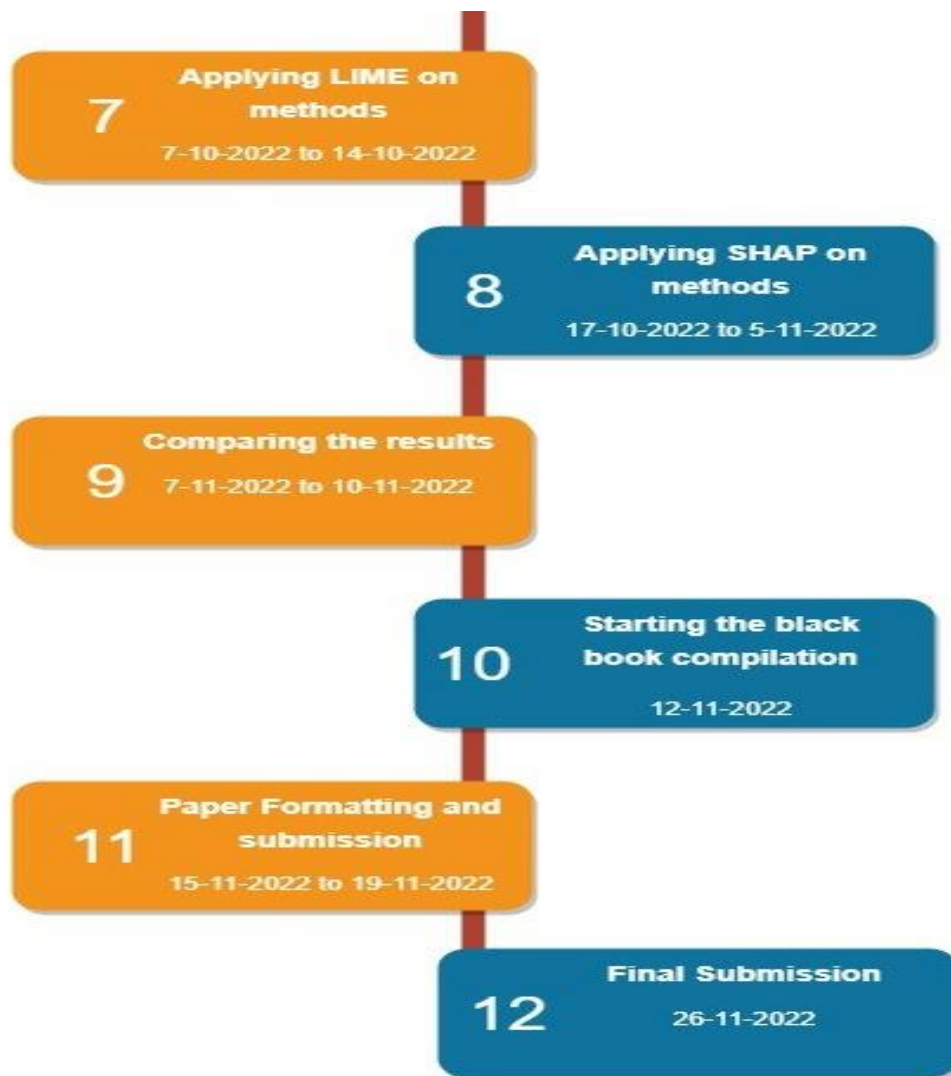 7
Applying LIME on
methods
7-10-2022 to 14-10-2022
8
Applying SHAP on
methods
17-10-2022 to 5-11-2022
9
Comparing the results
7-11-2022 to 10-11-2022
10
Starting the black
book compilation
12-11-2022
11
Paper Formatting and
submission
15-11-2022 to 19-11-2022
12
Final Submission
26-11-2022